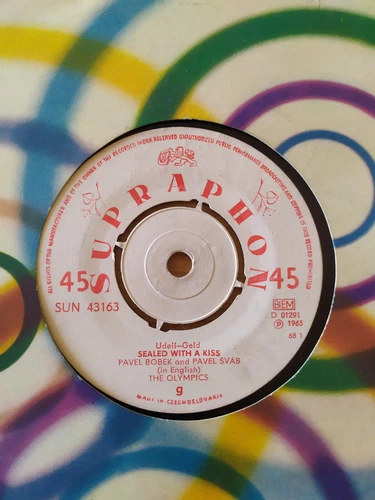 ALL RIGHTS OF THE MANUFACTURER AND OF THE OWNER OF THE RECORDED WORK RESERVED UNAUTHORIZED PUBLIC PERFORMANCE BROADCASTING AND COPYING OF THIS RECORD PROHIBITED
SUPRAPHON
45 45
SUN 43163
BEM
D 01291
Ⓟ 1965
68 1
Udell-Geld
SEALED WITH A KISS
PAVEL BOBEK and PAVEL ŠVÁB
(in English)
THE OLYMPICS
g
MADE IN CZECHOSLOVAKIA